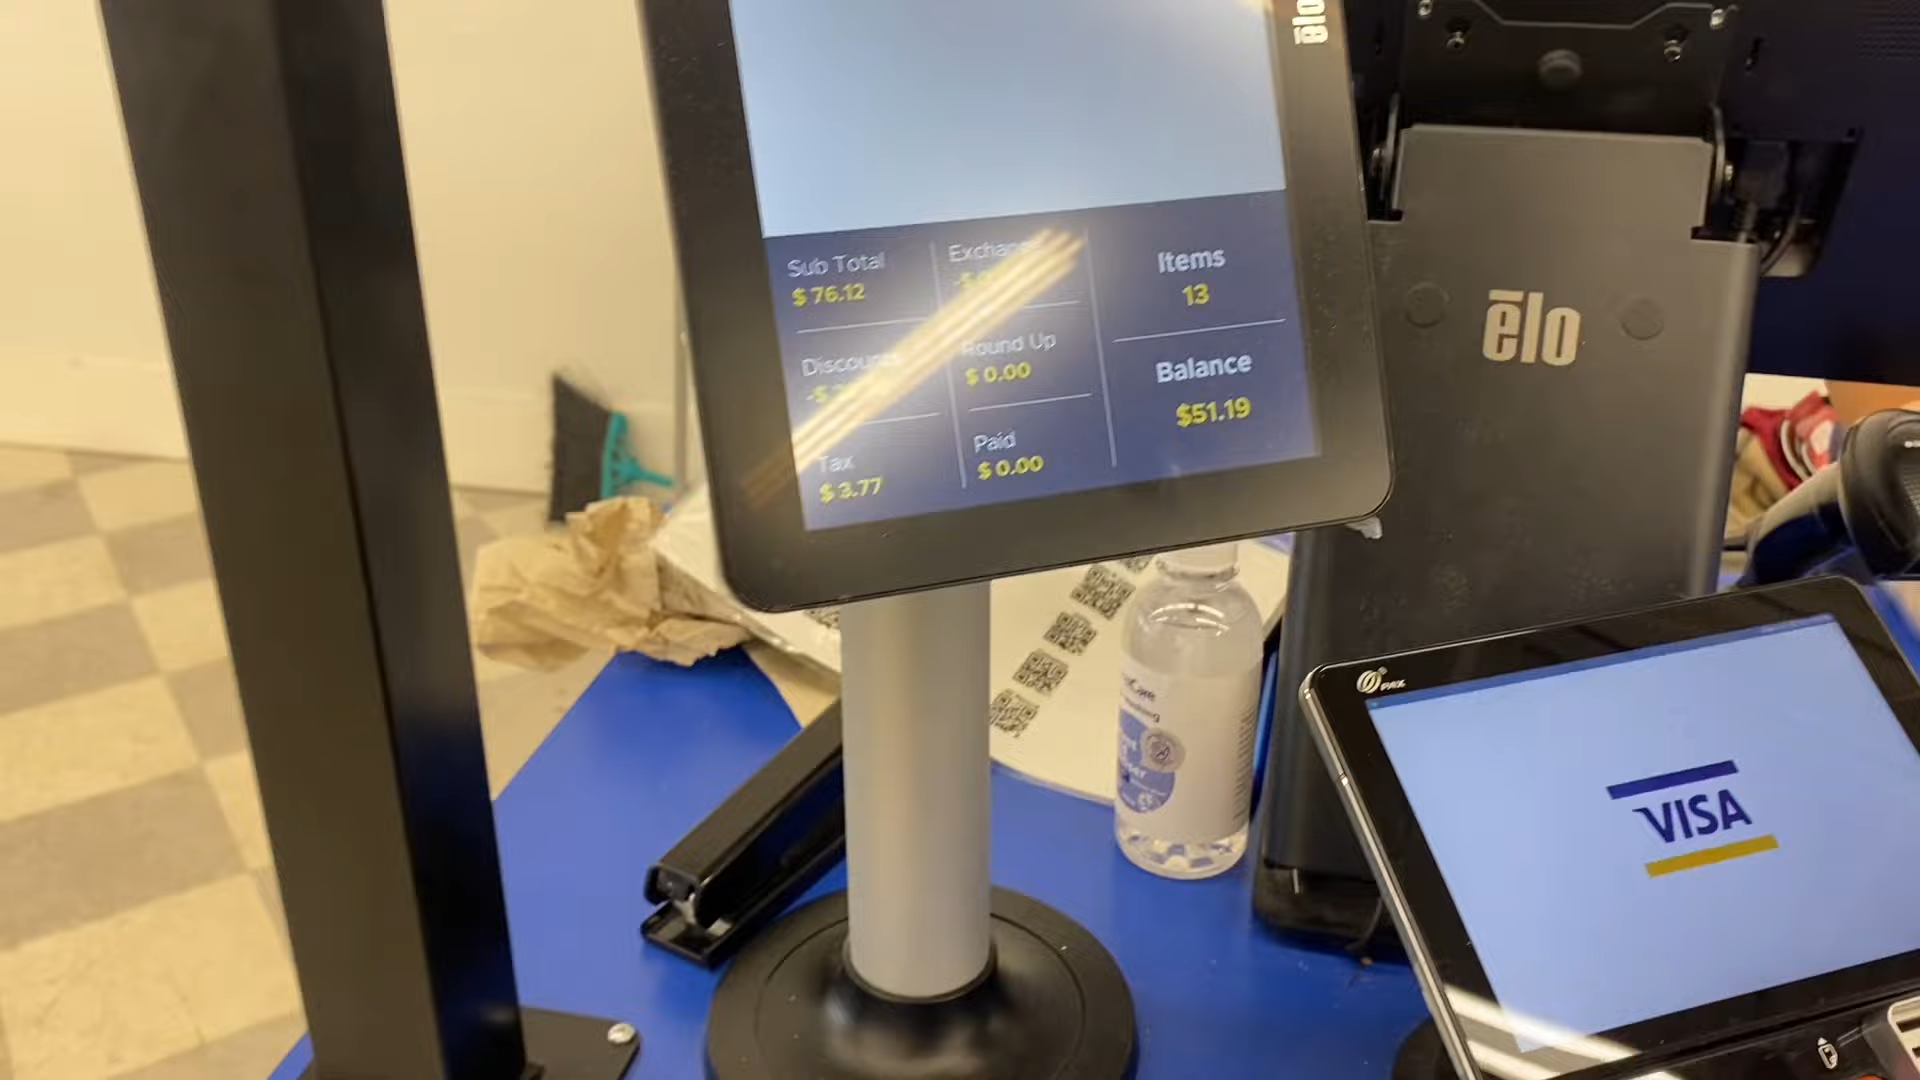 elo
Sub Total
$ 76.12
Exchange
Items
13
Discounts
-$
Round Up
$ 0.00
Balance
$51.19
Tax
$ 3.77
Paid
$ 0.00
elo
PAX
VISA